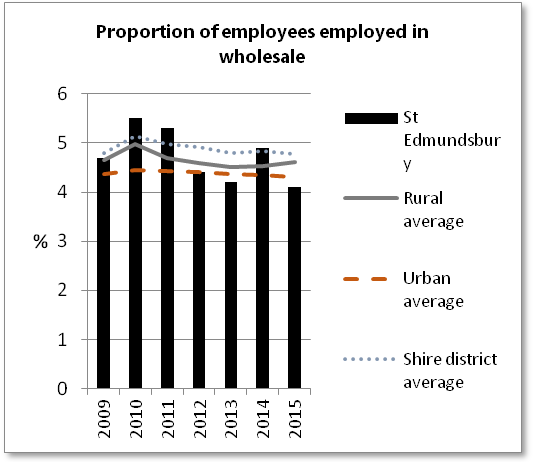 Proportion of employees employed in
wholesale
6
5
4
3
2
1
0
%
2009
2010
2011
2012
2013
2014
2015
St
Edmundsbur
y
Rural
average
Urban
average
Shire district
average